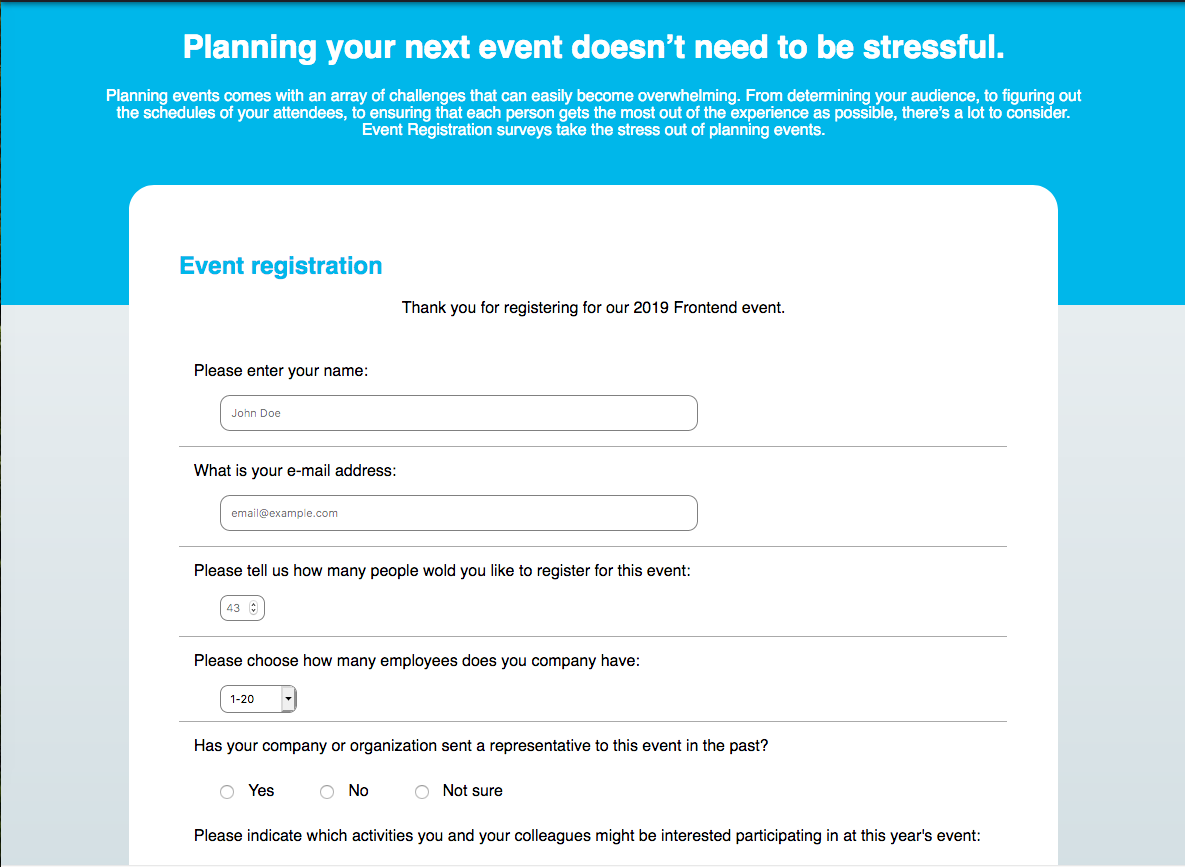 Planning your next event doesn’t need to be stressful.
Planning events comes with an array of challenges that can easily become overwhelming. From determining your audience, to figuring out
the schedules of your attendees, to ensuring that each person gets the most out of the experience as possible, there’s a lot to consider.
Event Registration surveys take the stress out of planning events.
Event registration
Thank you for registering for our 2019 Frontend event.
Please enter your name:
John Doe
What is your e-mail address:
email@example.com
Please tell us how many people wold you like to register for this event:
43
Please choose how many employees does you company have:
1-20
Has your company or organization sent a representative to this event in the past?
Yes No Not sure
Please indicate which activities you and your colleagues might be interested participating in at this year's event: